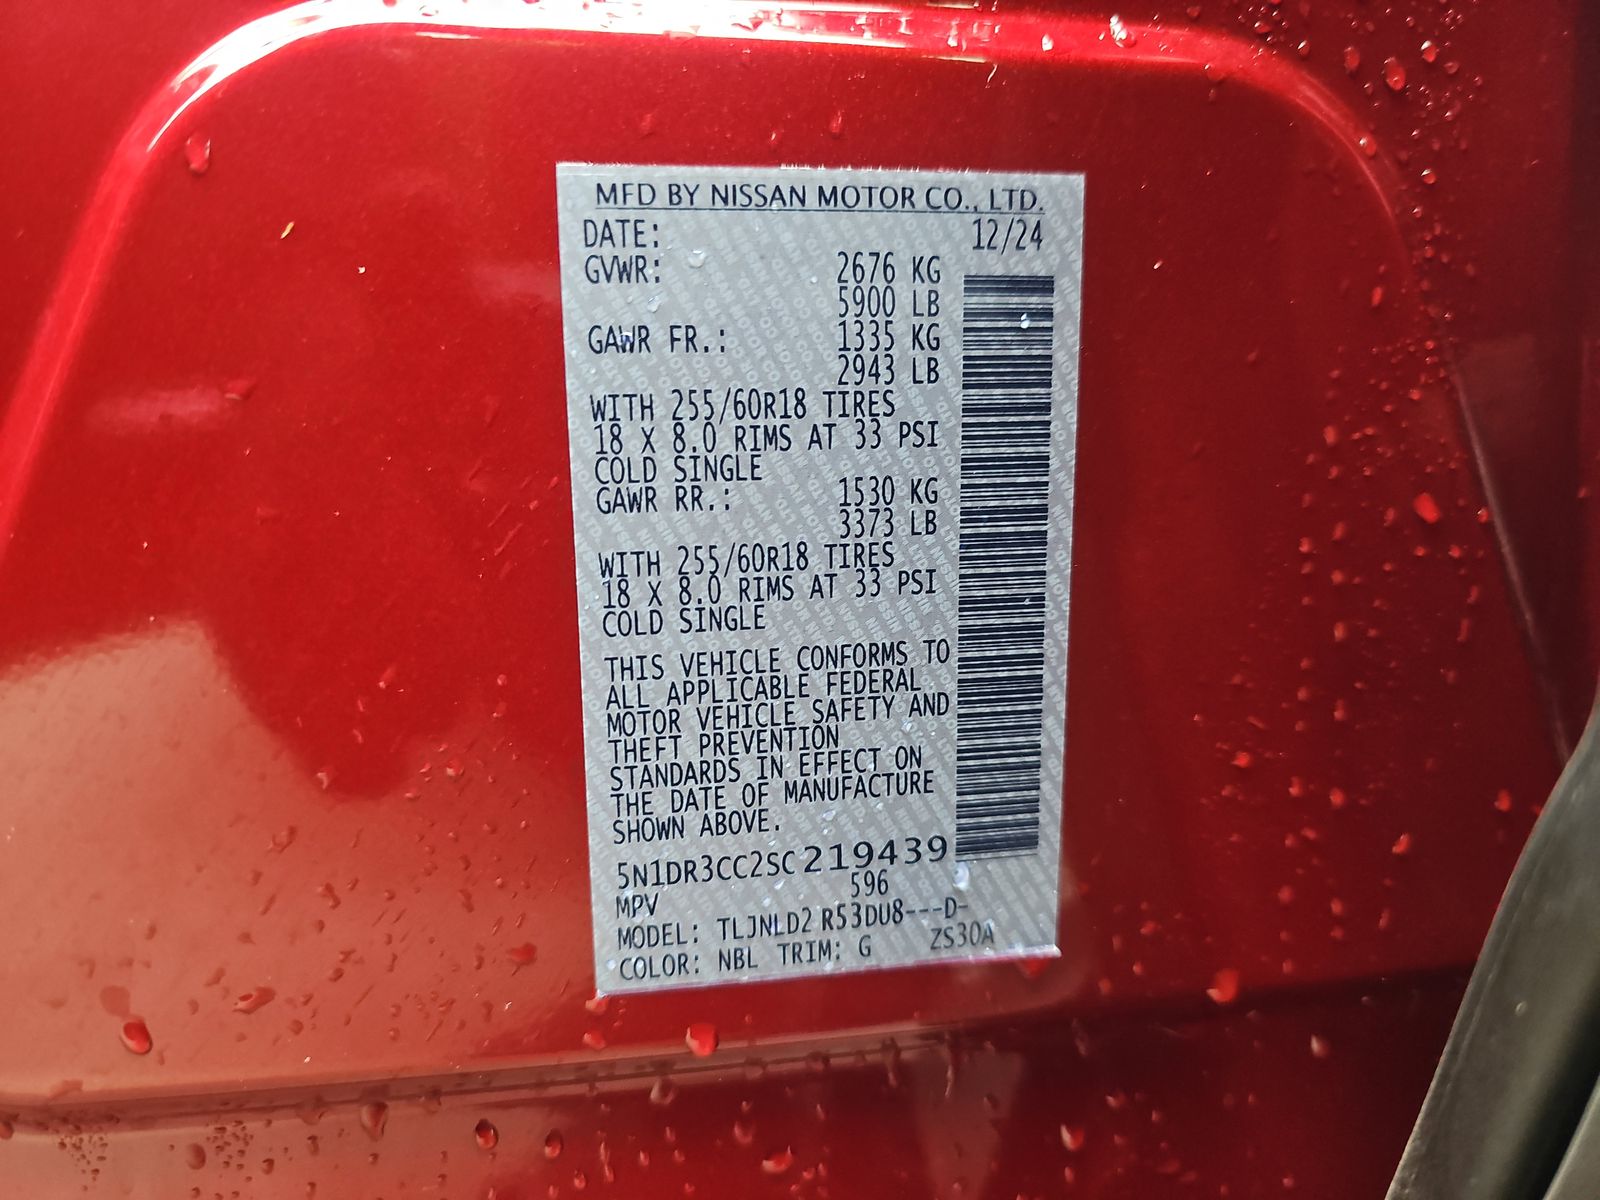 MFD BY NISSAN MOTOR CO., LTD.
DATE: 12/24
GVWR: 2676 KG
5900 LB
GAWR FR.: 1335 KG
2943 LB
WITH 255/60R18 TIRES
18 X 8.0 RIMS AT 33 PSI
COLD SINGLE
GAWR RR.: 1530 KG
3373 LB
WITH 255/60R18 TIRES
18 X 8.0 RIMS AT 33 PSI
COLD SINGLE
THIS VEHICLE CONFORMS TO
ALL APPLICABLE FEDERAL
MOTOR VEHICLE SAFETY AND
THEFT PREVENTION
STANDARDS IN EFFECT ON
THE DATE OF MANUFACTURE
SHOWN ABOVE.
5N1DR3CC2SC219439
596
MPV
MODEL: TLJNLD2 R53DU8---D-
COLOR: NBL TRIM: G ZS30A